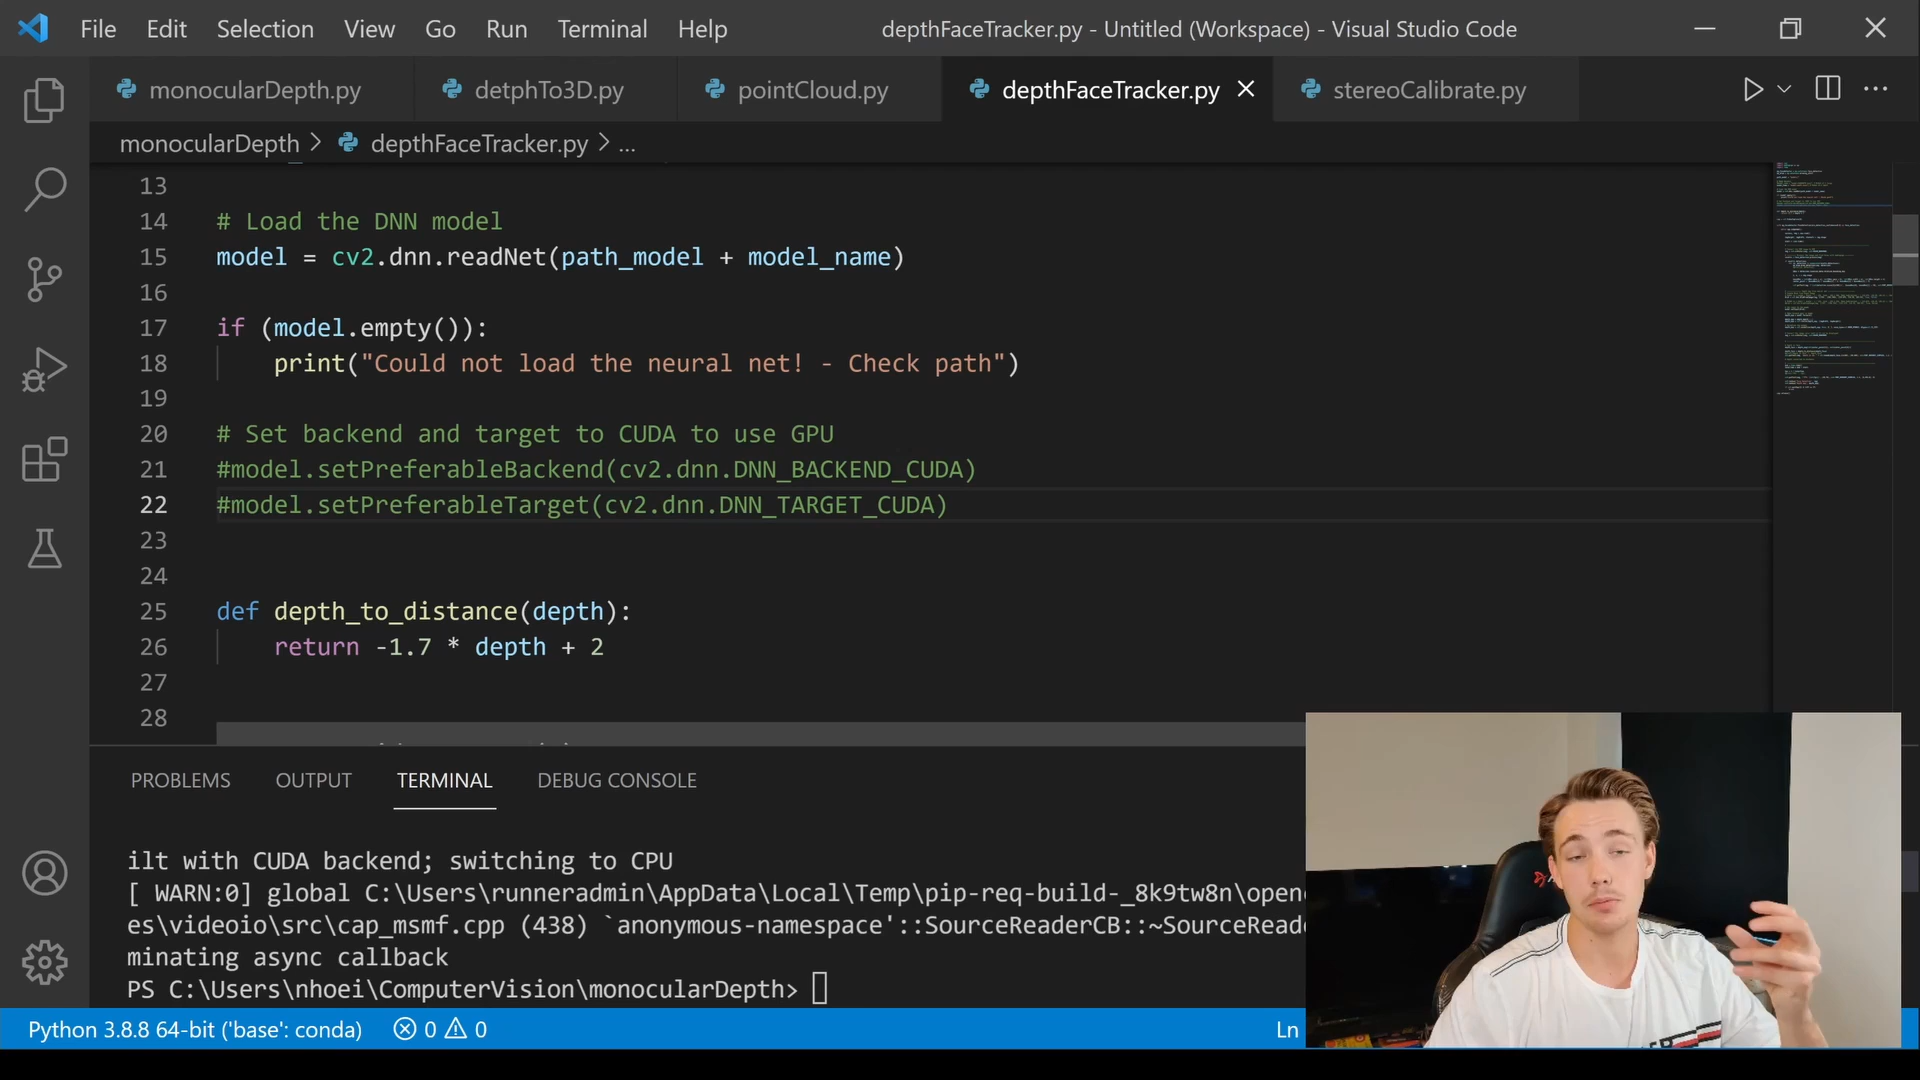 File Edit Selection View Go Run Terminal Help depthFaceTracker.py - Untitled (Workspace) - Visual Studio Code
monocularDepth.py detphTo3D.py pointCloud.py depthFaceTracker.py stereoCalibrate.py
monocularDepth > depthFaceTracker.py > ...
13
14 # Load the DNN model
15 model = cv2.dnn.readNet(path_model + model_name)
16
17 if (model.empty()):
18 print("Could not load the neural net! - Check path")
19
20 # Set backend and target to CUDA to use GPU
21 #model.setPreferableBackend(cv2.dnn.DNN_BACKEND_CUDA)
22 #model.setPreferableTarget(cv2.dnn.DNN_TARGET_CUDA)
23
24
25 def depth_to_distance(depth):
26 return -1.7 * depth + 2
27
28
PROBLEMS OUTPUT TERMINAL DEBUG CONSOLE
ilt with CUDA backend; switching to CPU
[ WARN:0] global C:\Users\runneradmin\AppData\Local\Temp\pip-req-build-_8k9tw8n\openc
es\videoio\src\cap_msmf.cpp (438) `anonymous-namespace'::SourceReaderCB::~SourceReade
minating async callback
PS C:\Users\nhoei\ComputerVision\monocularDepth>
Python 3.8.8 64-bit ('base': conda) 0 0 Ln